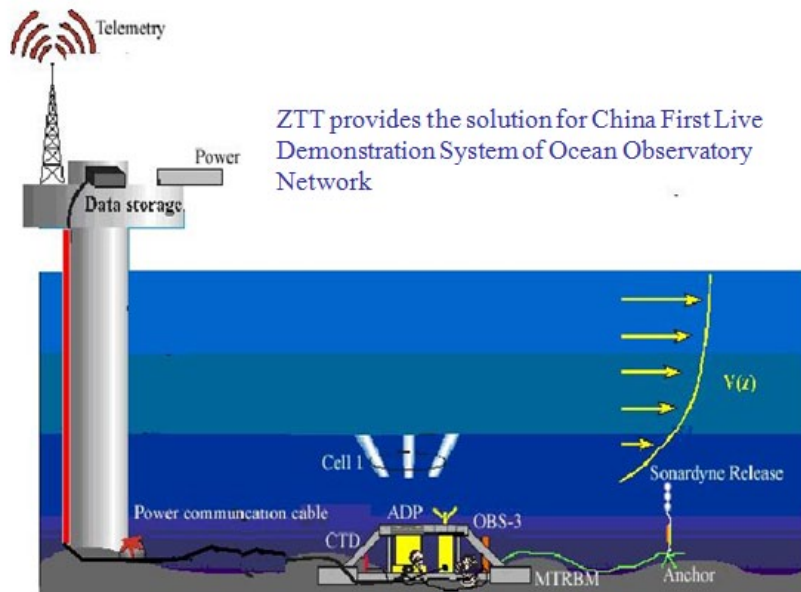 Telemetry
ZTT provides the solution for China First Live
Demonstration System of Ocean Observatory
Network
Power
Data storage
V(z)
Cell 1
Sonardyne Release
Power communication cable
ADP
OBS-3
CTD
MTRBM
Anchor